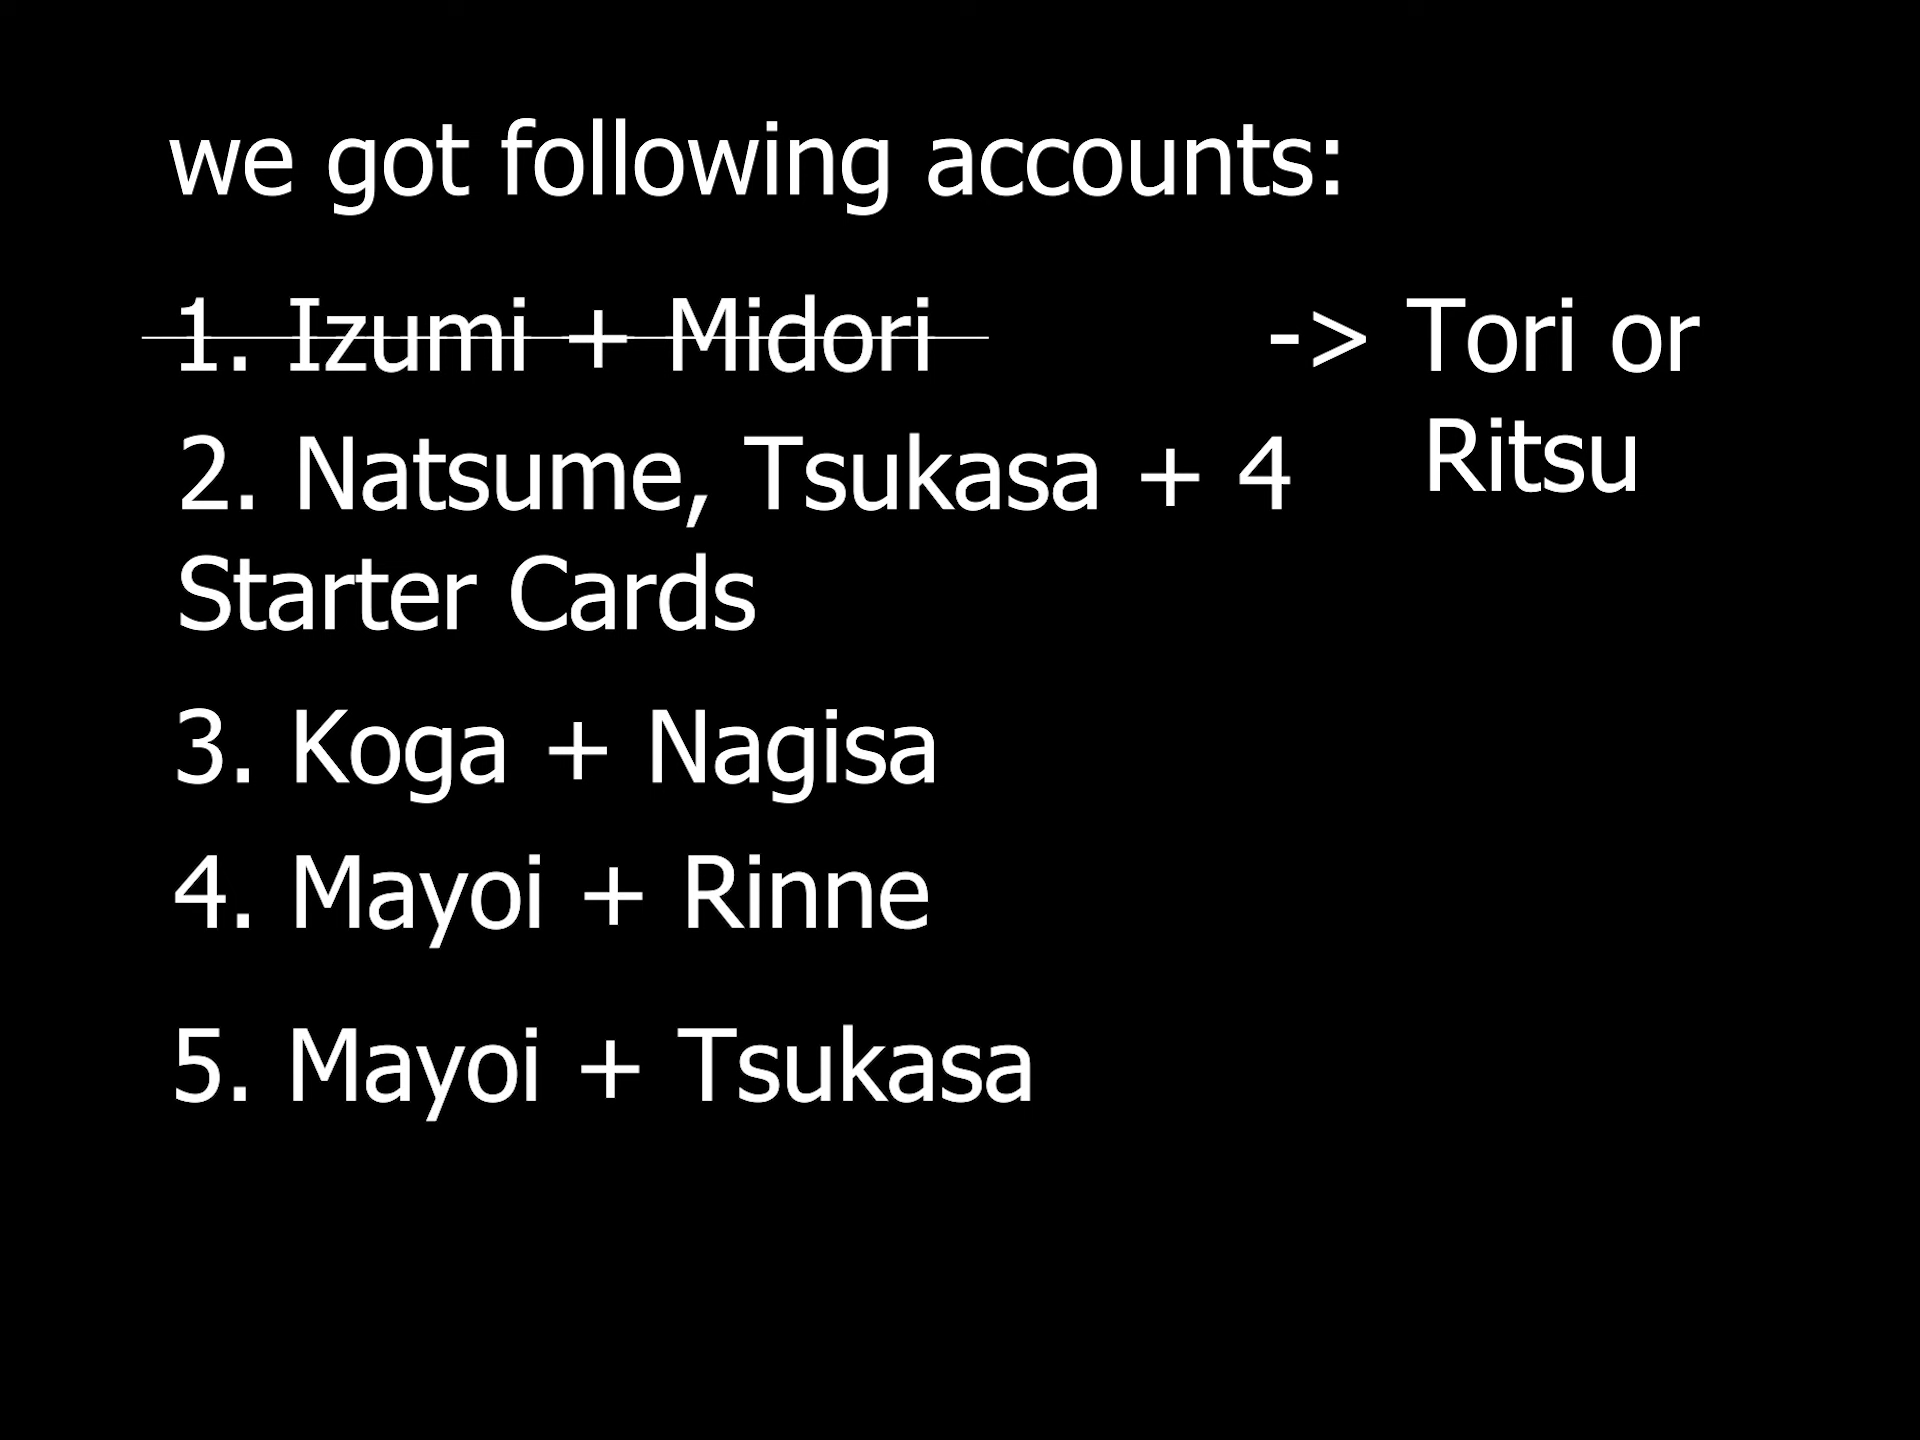 we got following accounts:
1. Izumi + Midori -> Tori or
Ritsu
2. Natsume, Tsukasa + 4
Starter Cards
3. Koga + Nagisa
4. Mayoi + Rinne
5. Mayoi + Tsukasa